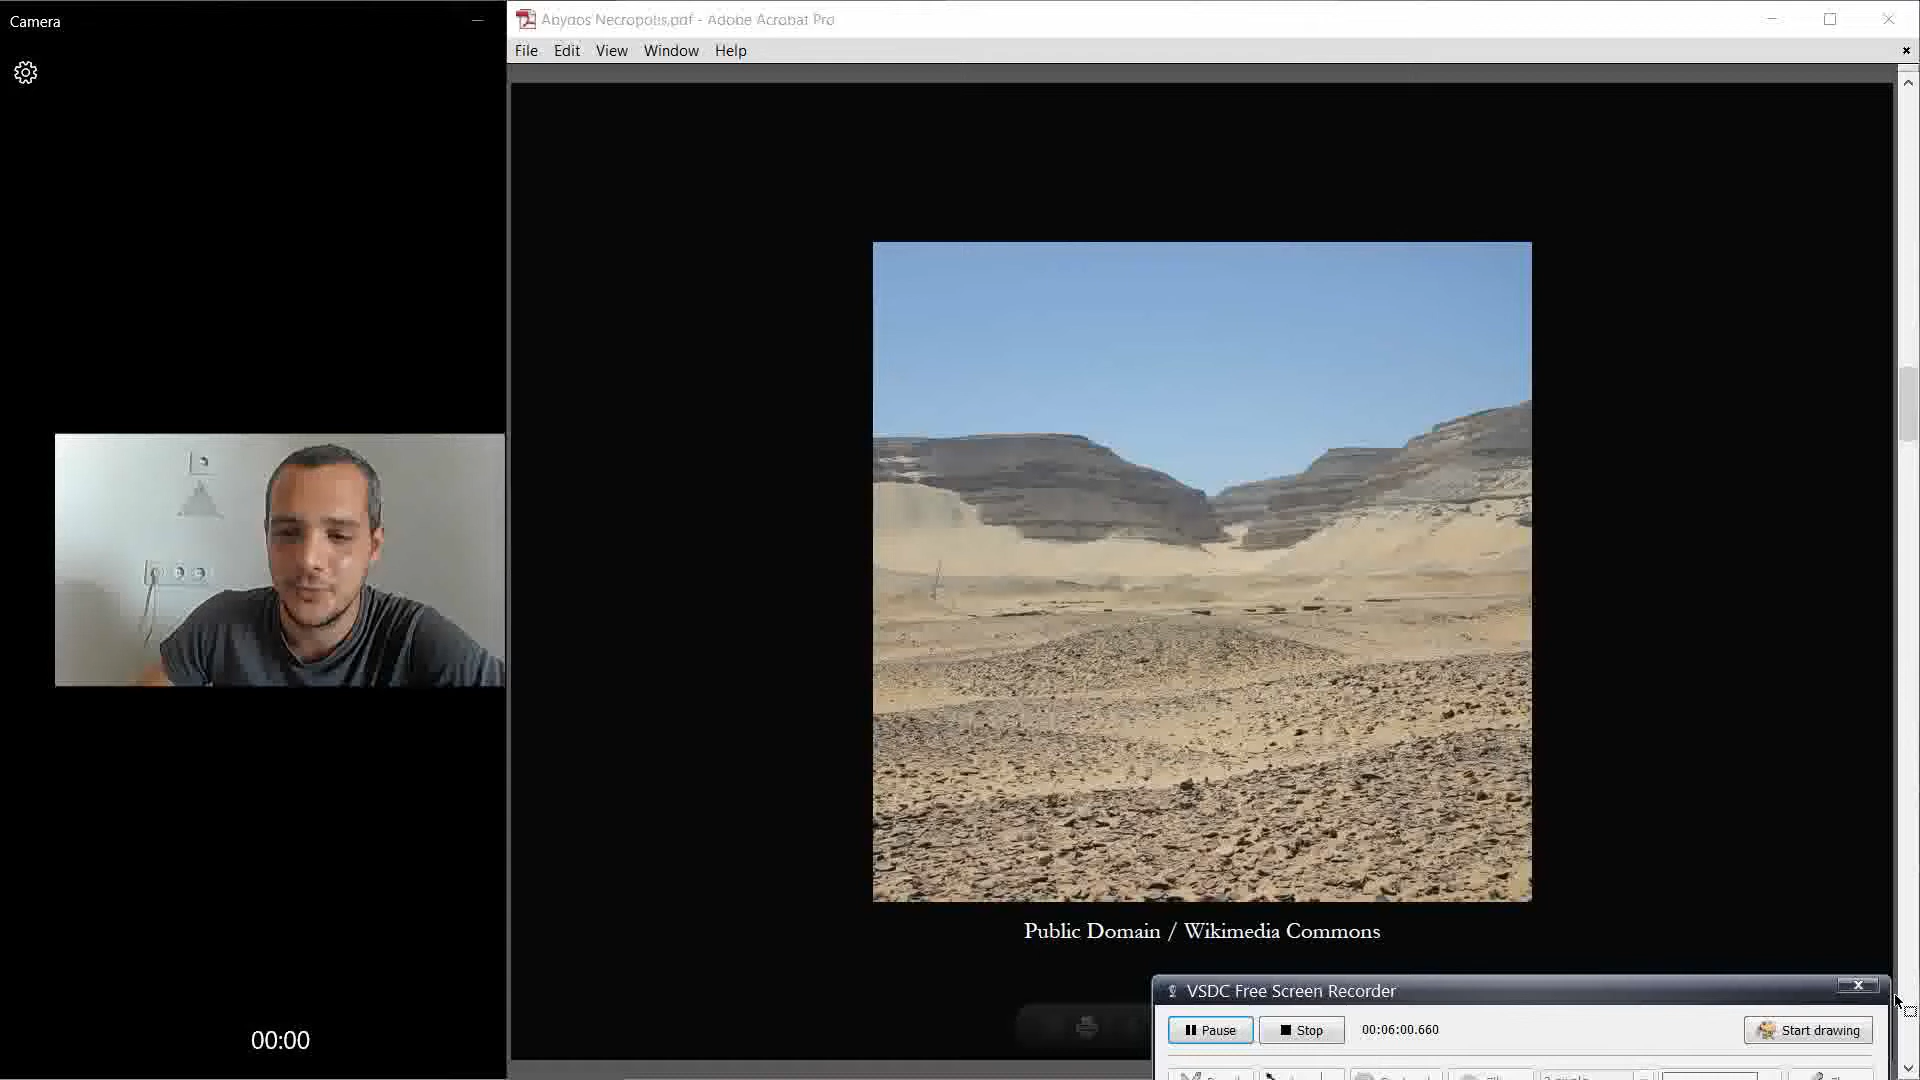 Camera
Abydos Necropolis.pdf - Adobe Acrobat Pro
File Edit View Window Help
Public Domain / Wikimedia Commons
VSDC Free Screen Recorder
Pause Stop 00:06:00.660 Start drawing
00:00